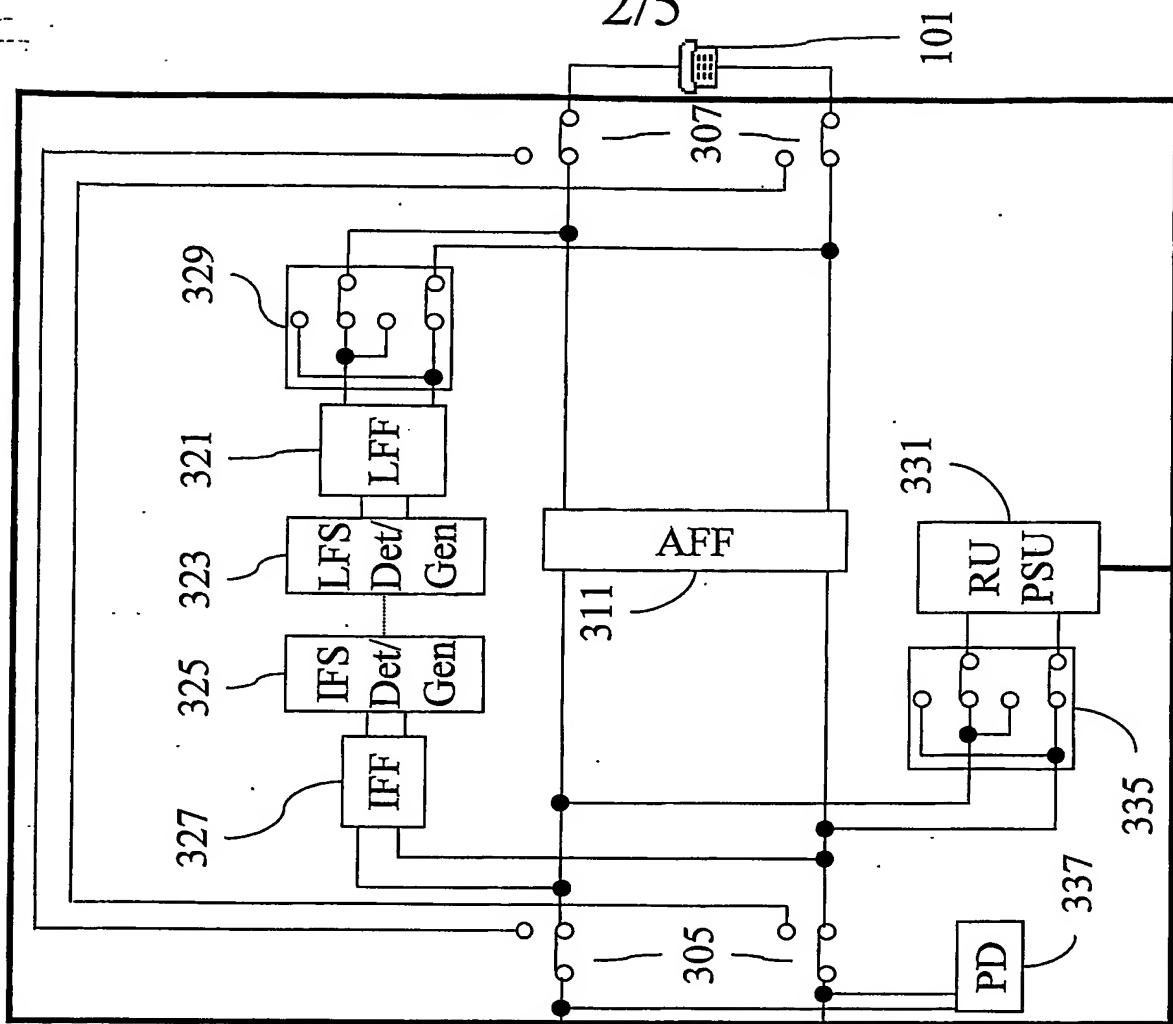 2/5
101
307
329
321
LFF
323
LFS
Det/
Gen
325
IFS
Det/
Gen
327
IFF
AFF
311
331
RU
PSU
335
305
PD
337